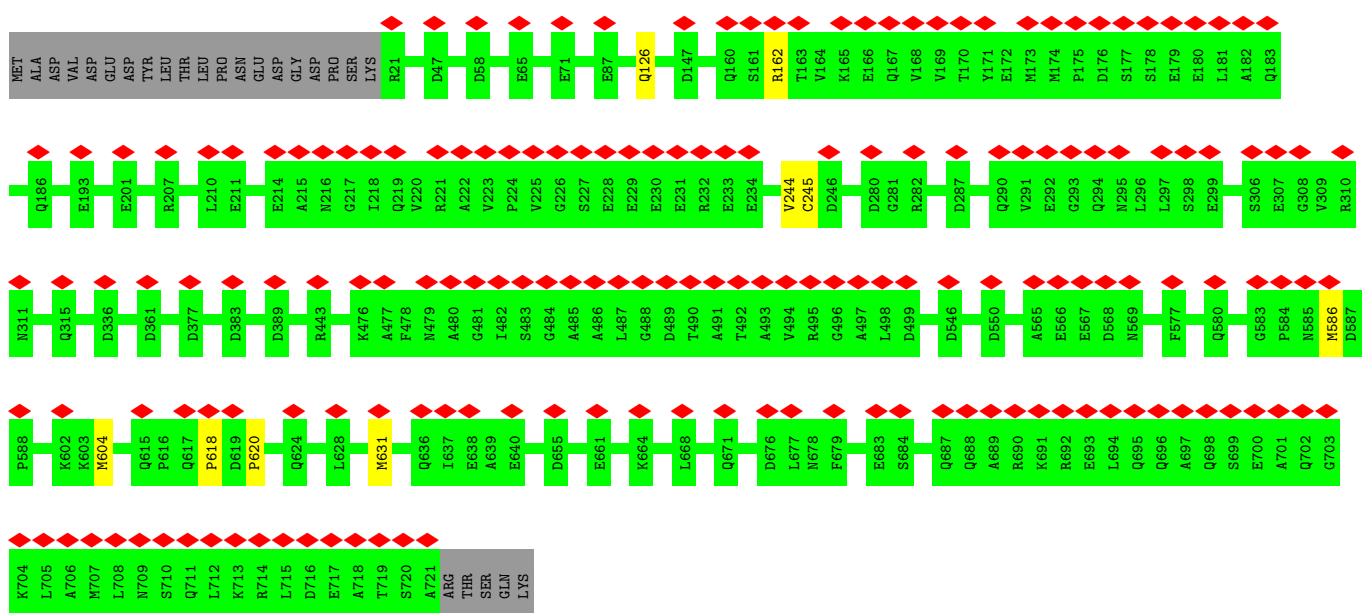 MET ALA ASP VAL ASP GLU ASP TYR LEU THR LEU PRO ASN GLU ASP GLY ASP PRO SER LYS R21 D47 D58 E65 E71 E87 Q126 D147 Q160 S161 R162 T163 V164 K165 E166 Q167 V168 V169 T170 Y171 E172 M173 M174 P175 D176 S177 S178 E179 E180 L181 A182 Q183
Q186 E193 E201 R207 L210 E211 E214 A215 N216 G217 I218 Q219 V220 R221 A222 V223 P224 V225 G226 S227 E228 E229 E230 E231 R232 E233 E234 V244 C245 D246 D280 G281 R282 D287 Q290 V291 E292 G293 Q294 N295 L296 L297 S298 E299 S306 E307 G308 V309 R310
N311 Q315 D336 D361 D377 D383 D389 R443 K476 A477 F478 N479 A480 G481 I482 S483 G484 A485 A486 L487 G488 D489 T490 A491 T492 A493 V494 R495 G496 A497 L498 D499 D546 D550 A565 E566 E567 D568 N569 F577 Q580 G583 P584 N585 M586 D587
P588 K602 K603 M604 Q615 P616 Q617 P618 D619 P620 Q624 L628 M631 Q636 I637 E638 A639 E640 D655 E661 K664 L668 Q671 D676 L677 N678 F679 E683 S684 Q687 Q688 A689 R690 K691 R692 E693 L694 Q695 Q696 A697 Q698 S699 E700 A701 Q702 G703
K704 L705 A706 M707 L708 N709 S710 Q711 L712 K713 R714 L715 D716 E717 A718 T719 S720 A721 ARG THR SER GLN LYS